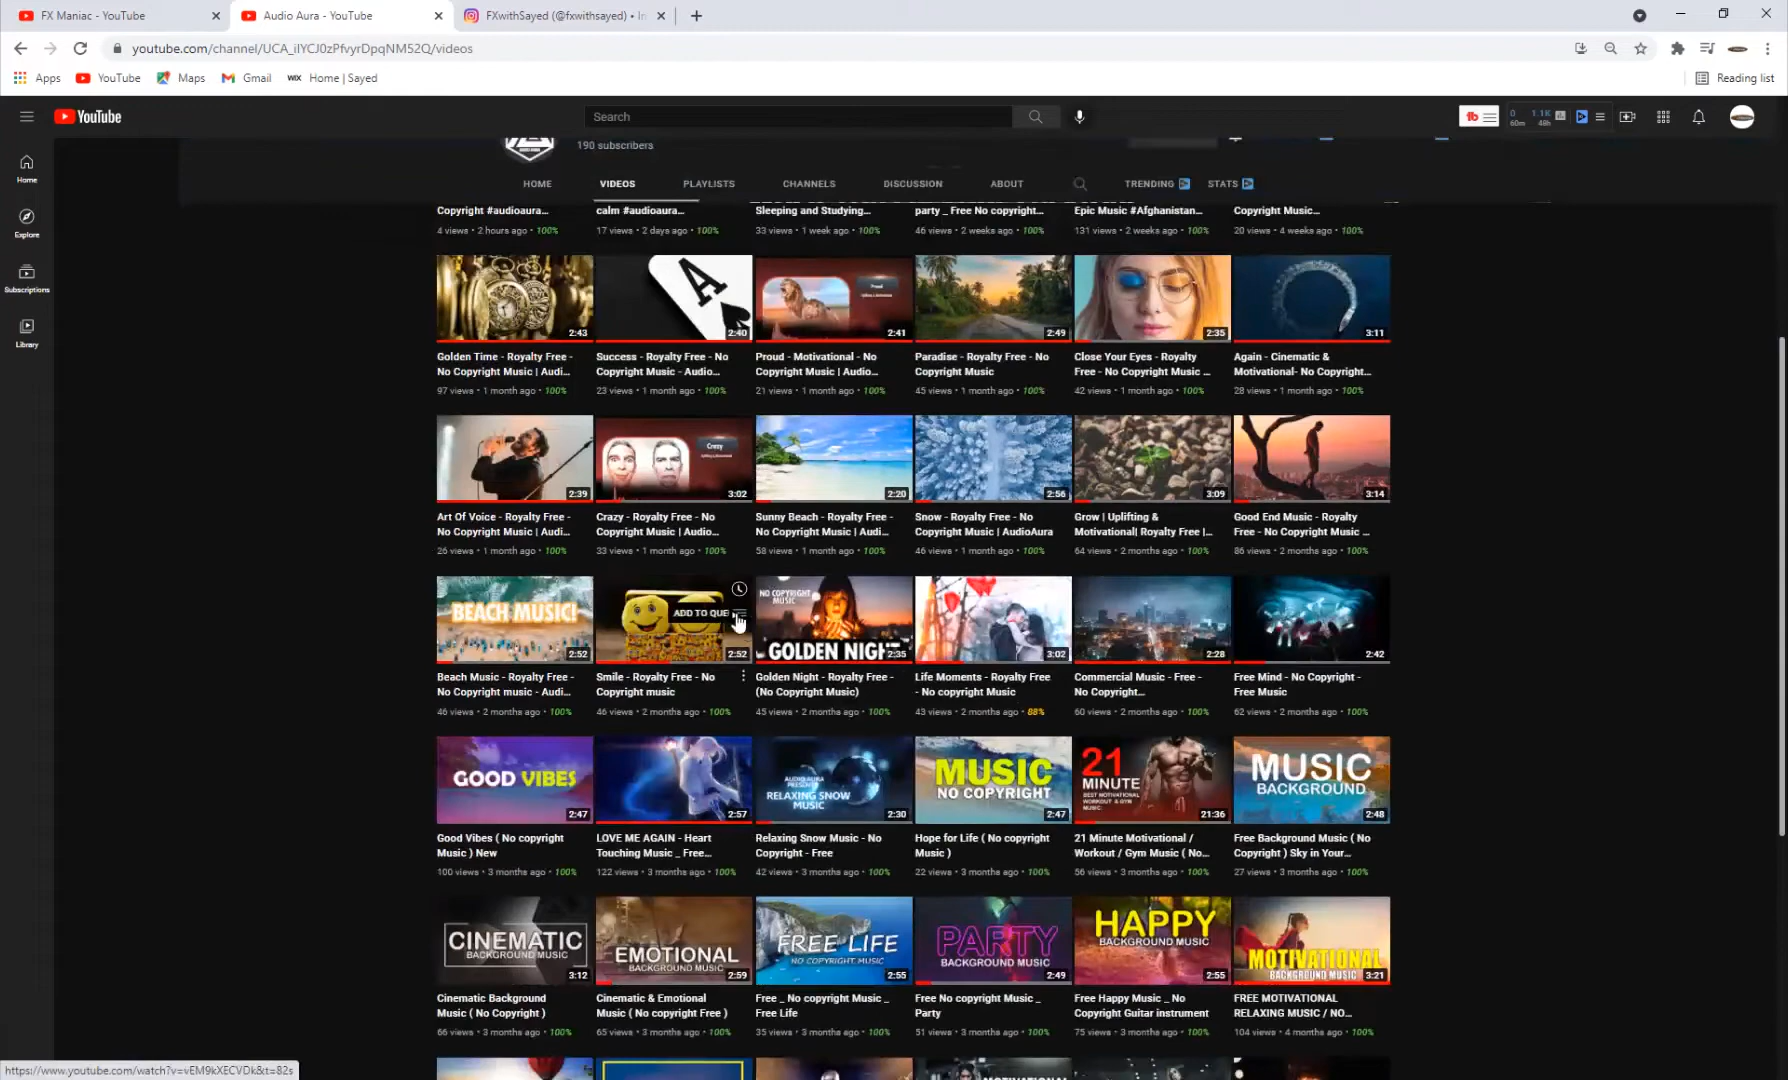 FX Maniac - YouTube
Audio Aura - YouTube
FXwithSayed (@fxwithsayed) • In
youtube.com/channel/UCA_iIYCJ0zPfvyrDpqNM52Q/videos
Apps YouTube Maps Gmail WIX Home | Sayed Reading list
YouTube
Search
0 1.1K
60m 48h
190 subscribers
HOME VIDEOS PLAYLISTS CHANNELS DISCUSSION ABOUT TRENDING STATS
Home
Explore
Subscriptions
Library
Copyright #audioaura... calm #audioaura... Sleeping and Studying... party _ Free No copyright... Epic Music #Afghanistan... Copyright Music...
4 views • 2 hours ago • 100% 17 views • 2 days ago • 100% 33 views • 1 week ago • 100% 46 views • 2 weeks ago • 100% 131 views • 2 weeks ago • 100% 20 views • 4 weeks ago • 100%
A Proud
2:43 2:40 2:41 2:49 2:35 3:11
Golden Time - Royalty Free - Success - Royalty Free - No Proud - Motivational - No Paradise - Royalty Free - No Close Your Eyes - Royalty Again - Cinematic &
No Copyright Music | Audi... Copyright Music - Audio... Copyright Music | Audio... Copyright Music Free - No Copyright Music ... Motivational- No Copyright...
97 views • 1 month ago • 100% 23 views • 1 month ago • 100% 21 views • 1 month ago • 100% 45 views • 1 month ago • 100% 42 views • 1 month ago • 100% 28 views • 1 month ago • 100%
Crazy
2:39 3:02 2:20 2:56 3:09 3:14
Art Of Voice - Royalty Free - Crazy - Royalty Free - No Sunny Beach - Royalty Free - Snow - Royalty Free - No Grow | Uplifting & Good End Music - Royalty
No Copyright Music | Audi... Copyright Music | Audio... No Copyright Music | Audi... Copyright Music | AudioAura Motivational| Royalty Free |... Free - No Copyright Music ...
26 views • 1 month ago • 100% 33 views • 1 month ago • 100% 58 views • 1 month ago • 100% 46 views • 1 month ago • 100% 64 views • 2 months ago • 100% 86 views • 2 months ago • 100%
BEACH MUSIC! ADD TO QUE NO COPYRIGHT MUSIC GOLDEN NIGHT
2:52 2:52 2:35 3:02 2:28 2:42
Beach Music - Royalty Free - Smile - Royalty Free - No Golden Night - Royalty Free - Life Moments - Royalty Free Commercial Music - Free - Free Mind - No Copyright -
No Copyright music - Audi... Copyright music (No Copyright Music) - No copyright Music No Copyright... Free Music
46 views • 2 months ago • 100% 46 views • 2 months ago • 100% 45 views • 2 months ago • 100% 43 views • 2 months ago • 88% 60 views • 2 months ago • 100% 62 views • 2 months ago • 100%
GOOD VIBES AUDIO AURA PRESENTS RELAXING SNOW MUSIC MUSIC NO COPYRIGHT 21 MINUTE BEST MOTIVATIONAL WORKOUT & GYM MUSIC MUSIC BACKGROUND
2:47 2:57 2:30 2:47 21:36 2:48
Good Vibes ( No copyright LOVE ME AGAIN - Heart Relaxing Snow Music - No Hope for Life ( No copyright 21 Minute Motivational / Free Background Music ( No
Music ) New Touching Music _ Free... Copyright - Free Music ) Workout / Gym Music ( No... Copyright ) Sky in Your...
100 views • 3 months ago • 100% 122 views • 3 months ago • 100% 42 views • 3 months ago • 100% 22 views • 3 months ago • 100% 56 views • 3 months ago • 100% 27 views • 3 months ago • 100%
CINEMATIC BACKGROUND MUSIC EMOTIONAL BACKGROUND MUSIC FREE LIFE NO COPYRIGHT MUSIC PARTY BACKGROUND MUSIC HAPPY BACKGROUND MUSIC MOTIVATIONAL BACKGROUND MUSIC
3:12 2:59 2:55 2:49 2:55 3:21
Cinematic Background Cinematic & Emotional Free _ No copyright Music _ Free No copyright Music _ Free Happy Music _ No FREE MOTIVATIONAL
Music ( No Copyright ) Music ( No copyright Free ) Free Life Party Copyright Guitar instrument RELAXING MUSIC / NO...
66 views • 3 months ago • 100% 65 views • 3 months ago • 100% 35 views • 3 months ago • 100% 51 views • 3 months ago • 100% 75 views • 3 months ago • 100% 104 views • 4 months ago • 100%
https://www.youtube.com/watch?v=vEM9kXECVDk&t=82s